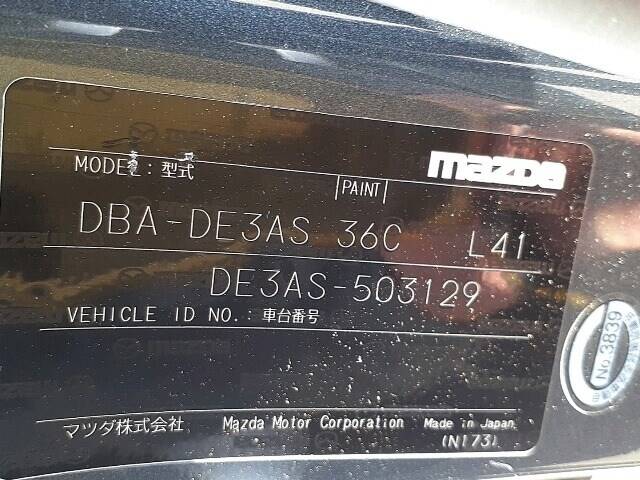 mazda
MODEL : 型式
PAINT
DBA-DE3AS 36C L41
DE3AS-503129
VEHICLE ID NO. : 車台番号
マツダ株式会社 Mazda Motor Corporation Made in Japan
(N173)
No.3839